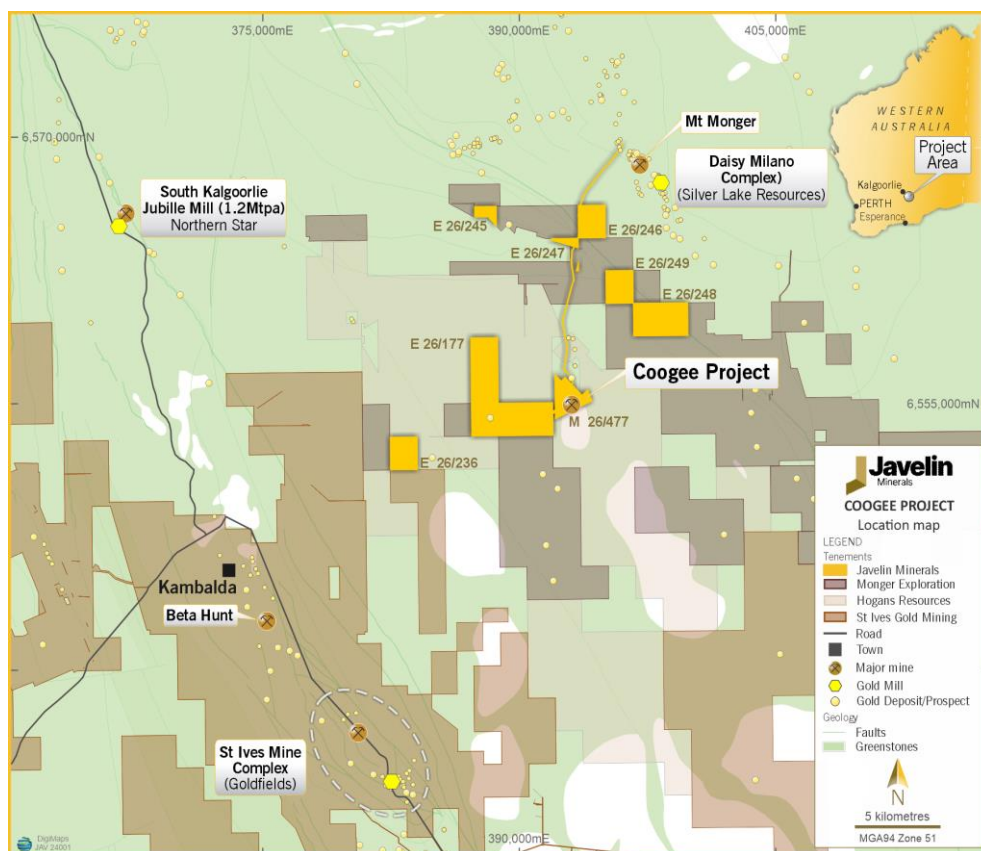 375,000mE
390,000mE
405,000mE
6,570,000mN
Mt Monger
Daisy Milano
Complex)
(Silver Lake Resources)
WESTERN
AUSTRALIA
Project
Area
Kalgoorlie
PERTH
Esperance
South Kalgoorlie
Jubille Mill (1.2Mtpa)
Northern Star
E 26/245
E 26/246
E 26/247
E 26/249
E 26/248
E 26/177
Coogee Project
M 26/477
6,555,000mN
E 26/236
Kambalda
Beta Hunt
St Ives Mine
Complex
(Goldfields)
390,000mE
Javelin
Minerals
COOGEE PROJECT
Location map
LEGEND
Tenements
Javelin Minerals
Monger Exploration
Hogans Resources
St Ives Gold Mining
Road
Town
Major mine
Gold Mill
Gold Deposit/Prospect
Geology
Faults
Greenstones
N
5 kilometres
MGA94 Zone 51
DigiMaps
JAV 24001